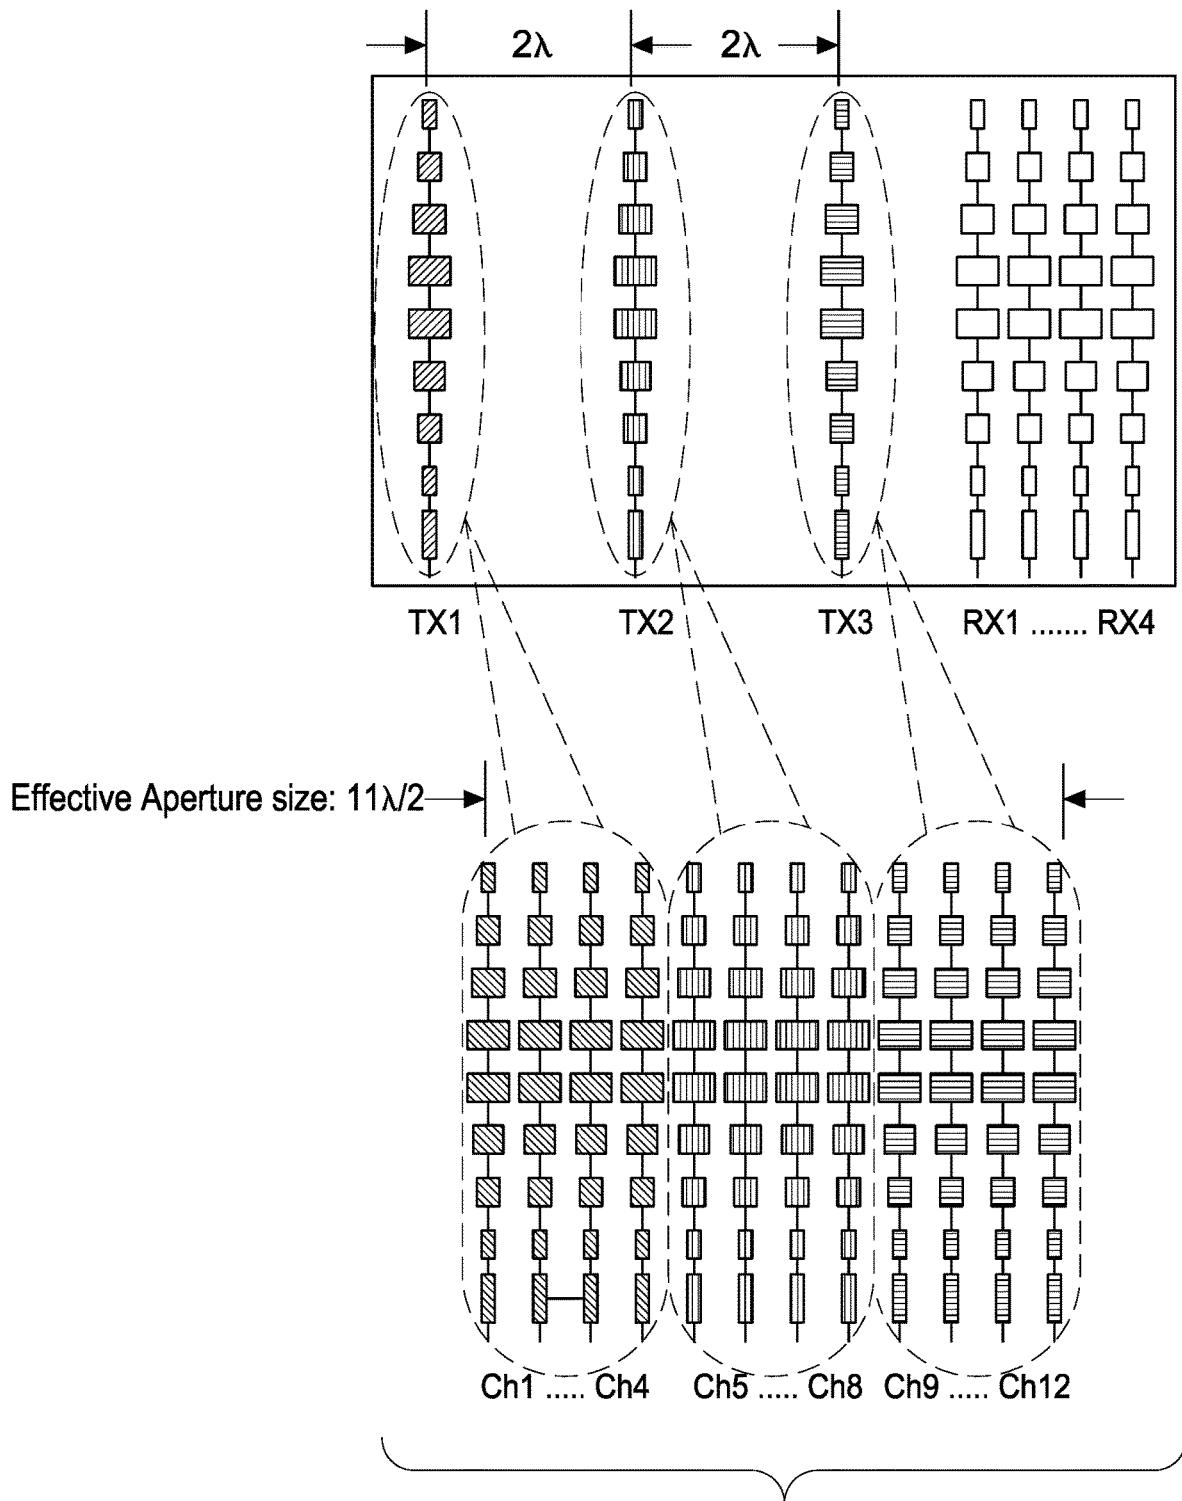 2λ 2λ
TX1 TX2 TX3 RX1 ....... RX4
Effective Aperture size: 11λ/2
Ch1 ..... Ch4 Ch5 ..... Ch8 Ch9 ..... Ch12